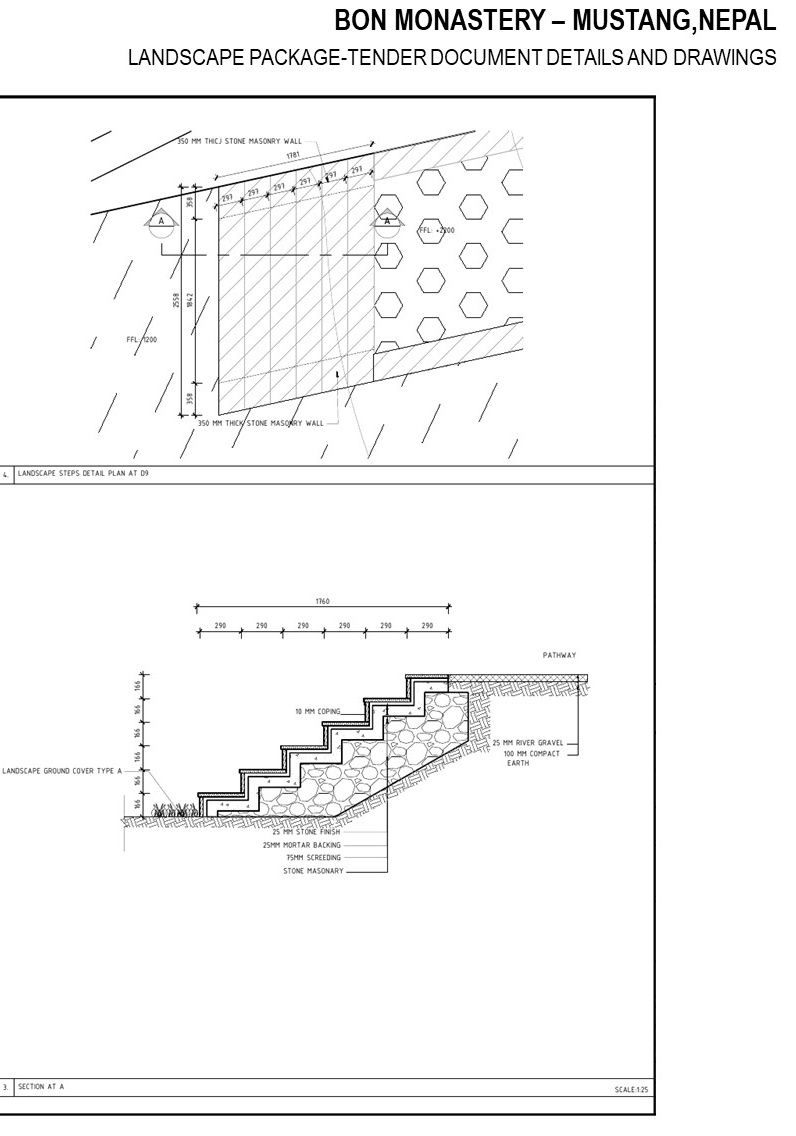 BON MONASTERY – MUSTANG,NEPAL
LANDSCAPE PACKAGE-TENDER DOCUMENT DETAILS AND DRAWINGS
350 MM THICJ STONE MASONRY WALL
1781
297 297 297 297 297 297
358
A
A
FFL: +2200
2558
1842
FFL: 1200
358
350 MM THICK STONE MASONRY WALL
4. LANDSCAPE STEPS DETAIL PLAN AT D9
1760
290 290 290 290 290 290
PATHWAY
166
166
166
166
166
166
10 MM COPING
25 MM RIVER GRAVEL
100 MM COMPACT
EARTH
LANDSCAPE GROUND COVER TYPE A
25 MM STONE FINISH
25MM MORTAR BACKING
75MM SCREEDING
STONE MASONARY
3. SECTION AT A
SCALE:1:25